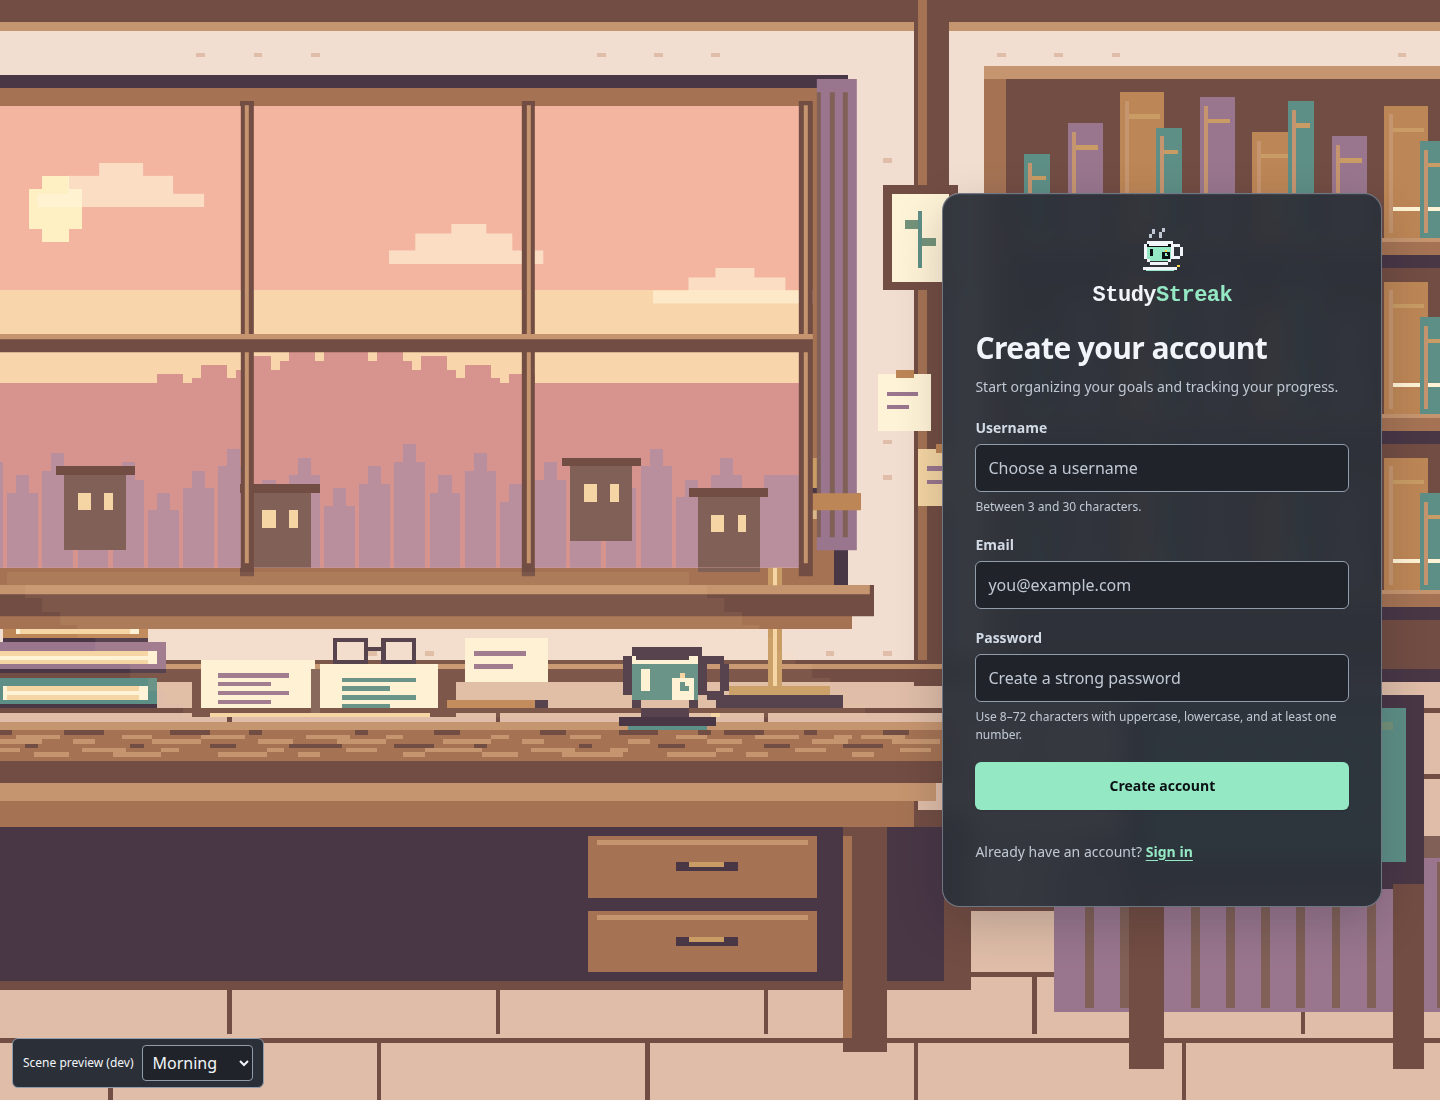 StudyStreak
Create your account
Start organizing your goals and tracking your progress.
Username
Choose a username
Between 3 and 30 characters.
Email
you@example.com
Password
Create a strong password
Use 8–72 characters with uppercase, lowercase, and at least one
number.
Create account
Already have an account? Sign in
Scene preview (dev)
Morning